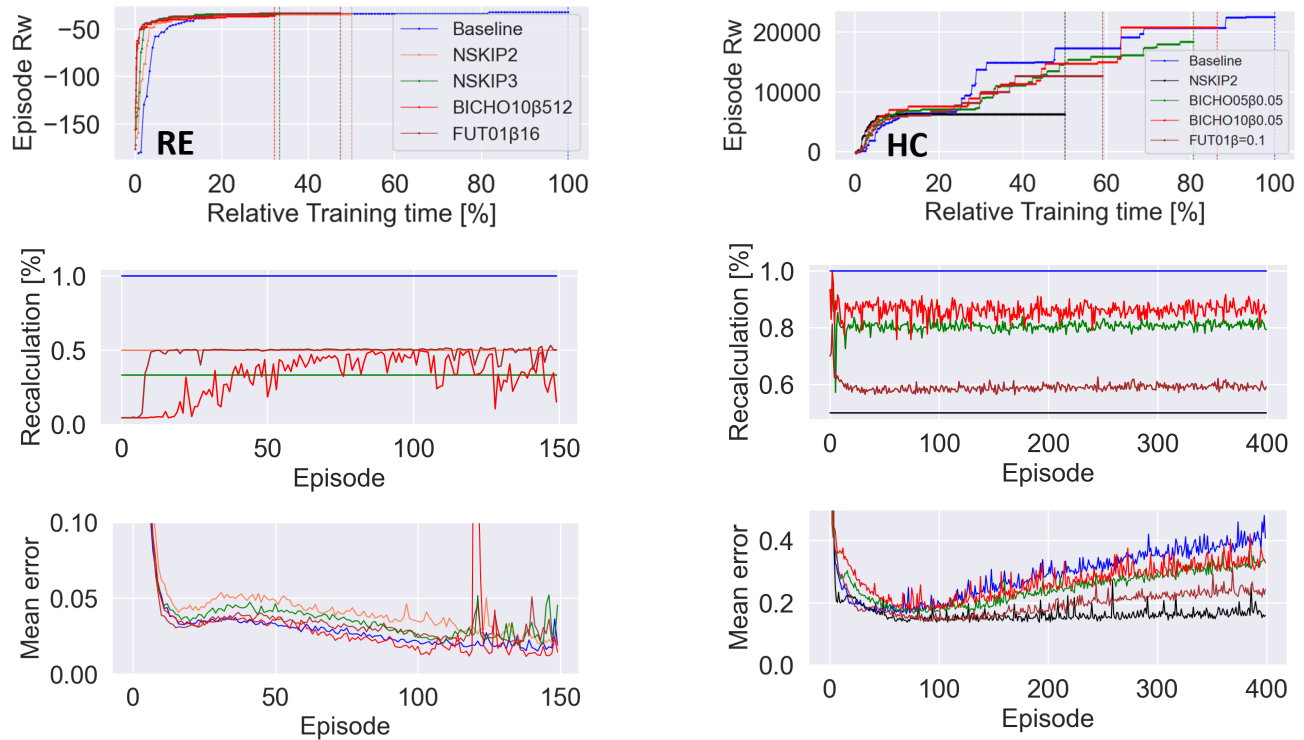 Episode Rw
−50
−100
−150
RE
Baseline
NSKIP2
NSKIP3
BICHO10β512
FUT01β16
0
20
40
60
80
100
Relative Training time [%]
Episode Rw
20000
10000
0
HC
Baseline
NSKIP2
BICHO05β0.05
BICHO10β0.05
FUT01β=0.1
0
20
40
60
80
100
Relative Training time [%]
Recalculation [%]
1.0
0.5
0.0
0
50
100
150
Episode
Recalculation [%]
1.0
0.8
0.6
0
100
200
300
400
Episode
Mean error
0.10
0.05
0.00
0
50
100
150
Episode
Mean error
0.4
0.2
0.0
0
100
200
300
400
Episode